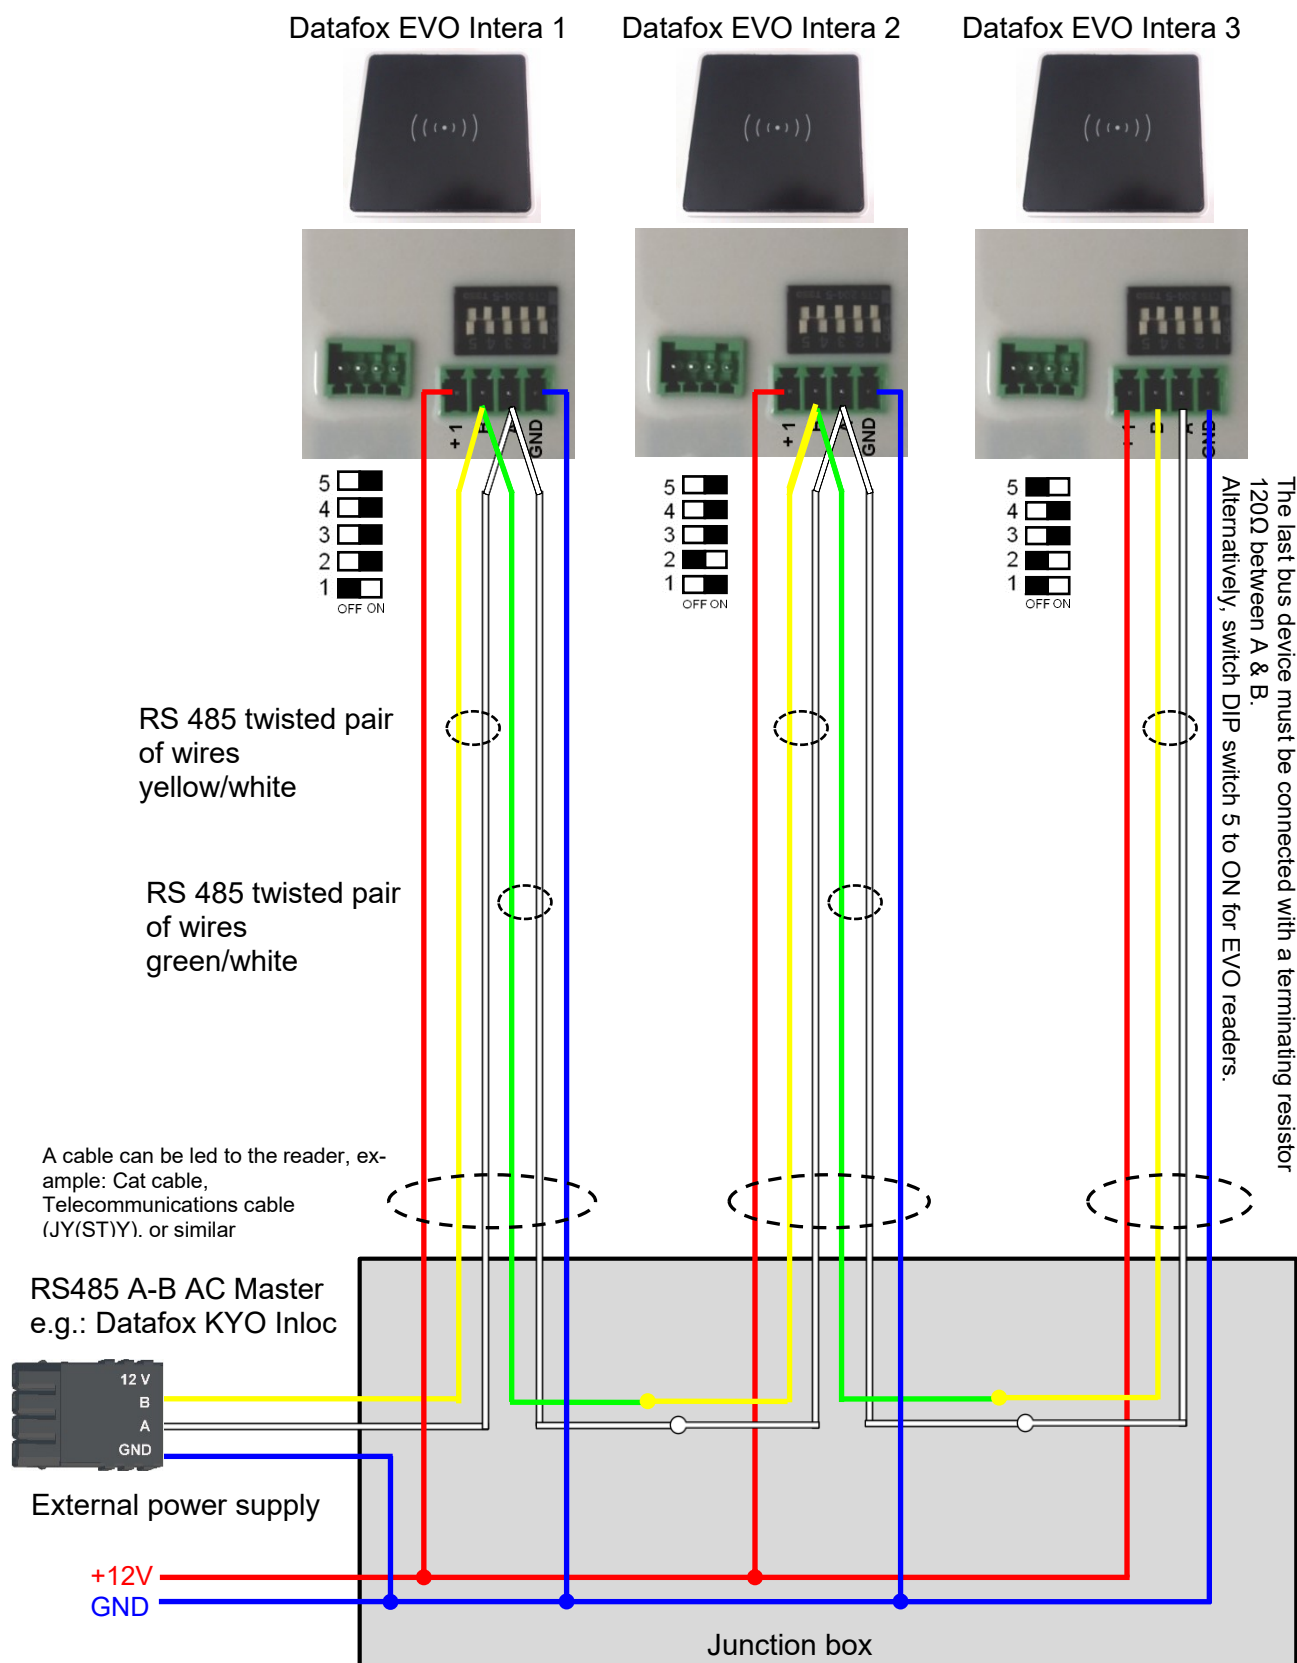 Datafox EVO Intera 1
Datafox EVO Intera 2
Datafox EVO Intera 3
+ 1
GND
+ 1
GND
GND
5
4
3
2
1
OFF ON
5
4
3
2
1
OFF ON
5
4
3
2
1
OFF ON
The last bus device must be connected with a terminating resistor
120Ω between A & B.
Alternatively, switch DIP switch 5 to ON for EVO readers.
RS 485 twisted pair
of wires
yellow/white
RS 485 twisted pair
of wires
green/white
A cable can be led to the reader, ex-
ample: Cat cable,
Telecommunications cable
(JY(ST)Y), or similar
RS485 A-B AC Master
e.g.: Datafox KYO Inloc
12 V
B
A
GND
External power supply
+12V
GND
Junction box